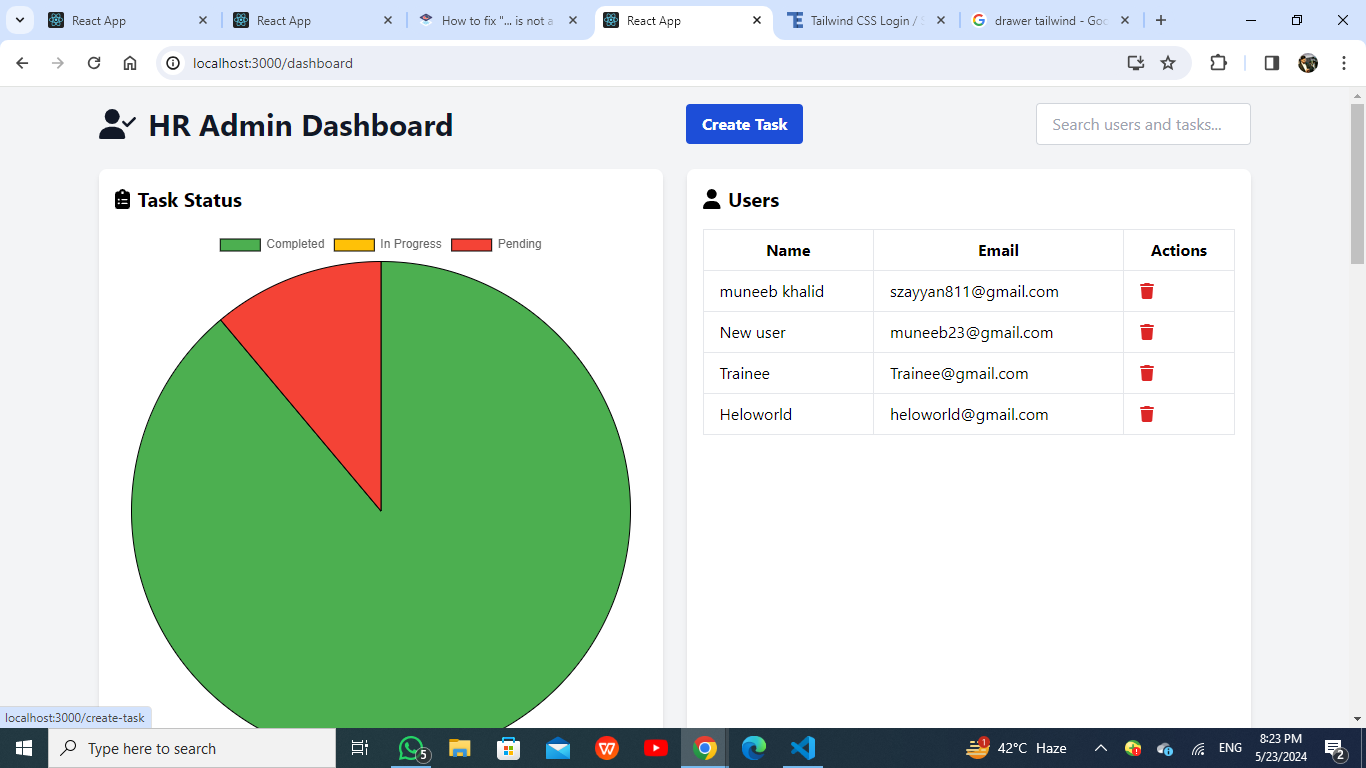 React App
React App
How to fix "... is not a
React App
Tailwind CSS Login /
drawer tailwind - Goo
localhost:3000/dashboard
HR Admin Dashboard
Create Task
Search users and tasks...
Task Status
Completed
In Progress
Pending
Users
Name Email Actions
muneeb khalid szayyan811@gmail.com
New user muneeb23@gmail.com
Trainee Trainee@gmail.com
Heloworld heloworld@gmail.com
localhost:3000/create-task
Type here to search
5
W
1
42°C Haze
ENG
8:23 PM
5/23/2024
2